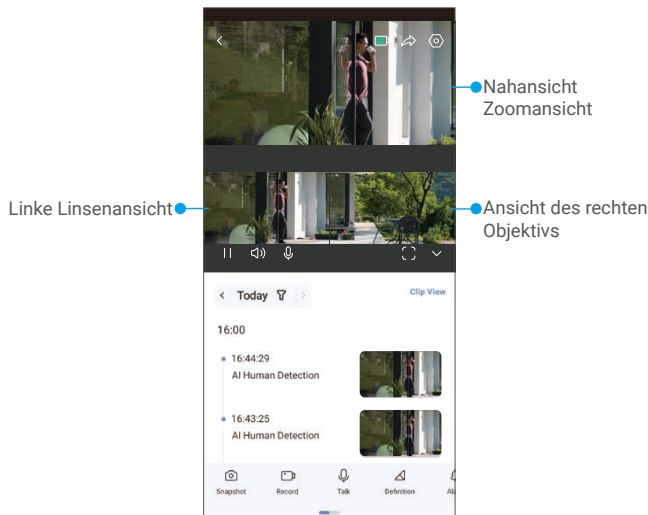 Nahansicht
Zoomansicht
Linke Linsenansicht
Ansicht des rechten
Objektivs
Today
Clip View
16:00
16:44:29
AI Human Detection
16:43:25
AI Human Detection
Snapshot
Record
Talk
Definition